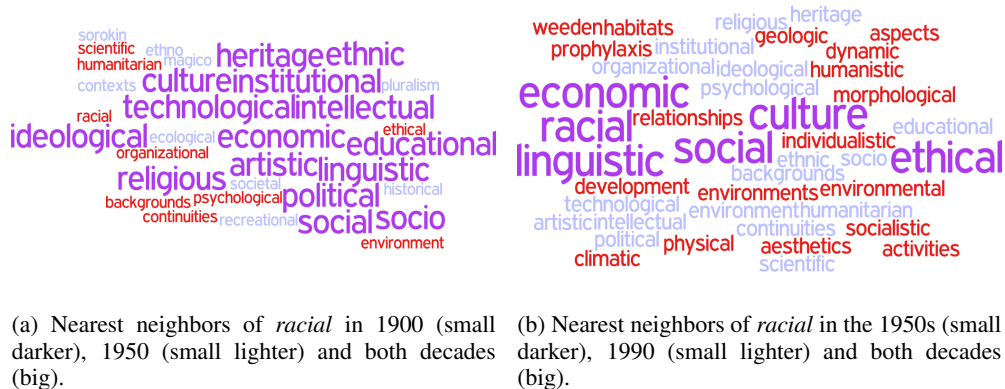 sorokin
scientific ethno
humanitarian magico heritage ethnic
contexts culture institutional pluralism
racial technological intellectual
ideological ecological economic ethical educational
organizational artistic linguistic
religious societal political historical
backgrounds psychological
continuities recreational social socio
environment
religious heritage
weeden habitats geologic aspects
prophylaxis institutional dynamic
organizational ideological humanistic
economic psychological morphological
racial relationships culture educational
linguistic social individualistic ethical
ethnic socio
backgrounds
development environments environmental
technological environment humanitarian
artistic intellectual continuities socialistic
political physical aesthetics activities
climatic scientific
(a) Nearest neighbors of racial in 1900 (small
darker), 1950 (small lighter) and both decades
(big).
(b) Nearest neighbors of racial in the 1950s (small
darker), 1990 (small lighter) and both decades
(big).